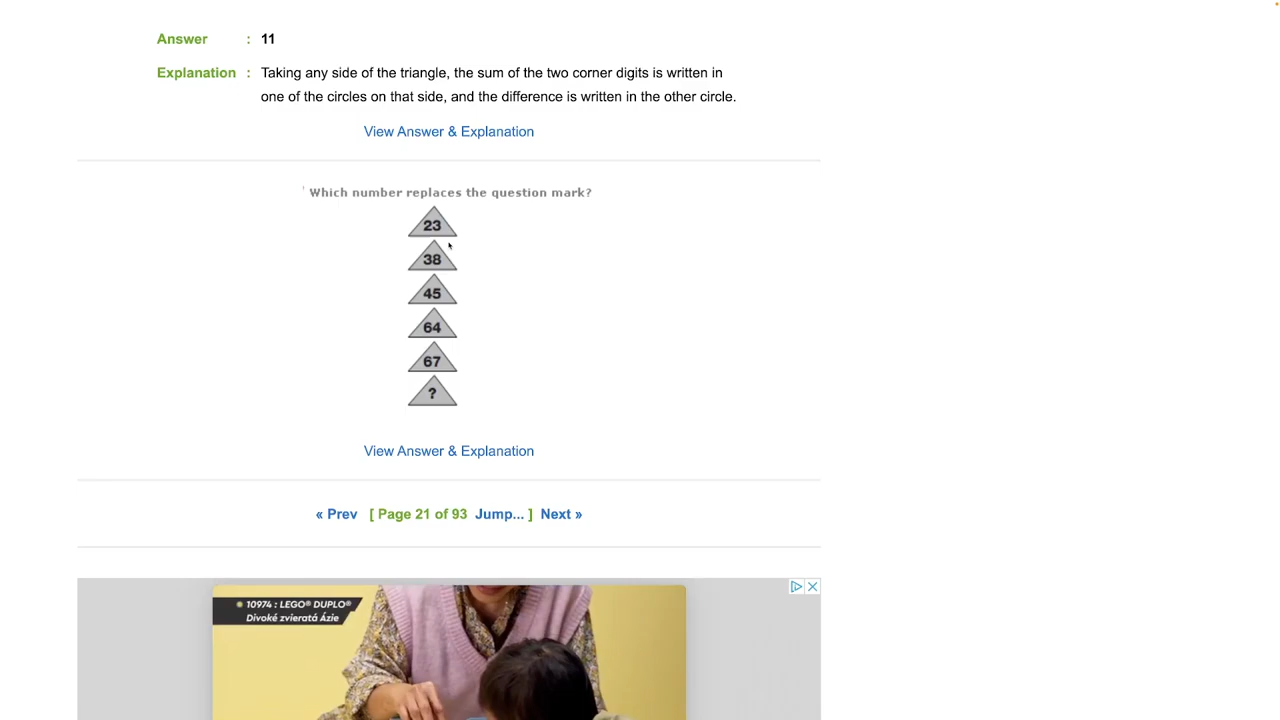 Answer : 11
Explanation : Taking any side of the triangle, the sum of the two corner digits is written in
one of the circles on that side, and the difference is written in the other circle.
View Answer & Explanation
Which number replaces the question mark?
23
38
45
64
67
?
View Answer & Explanation
« Prev [ Page 21 of 93 Jump... ] Next »
10974 : LEGO® DUPLO®
Divoké zvieratá Ázie